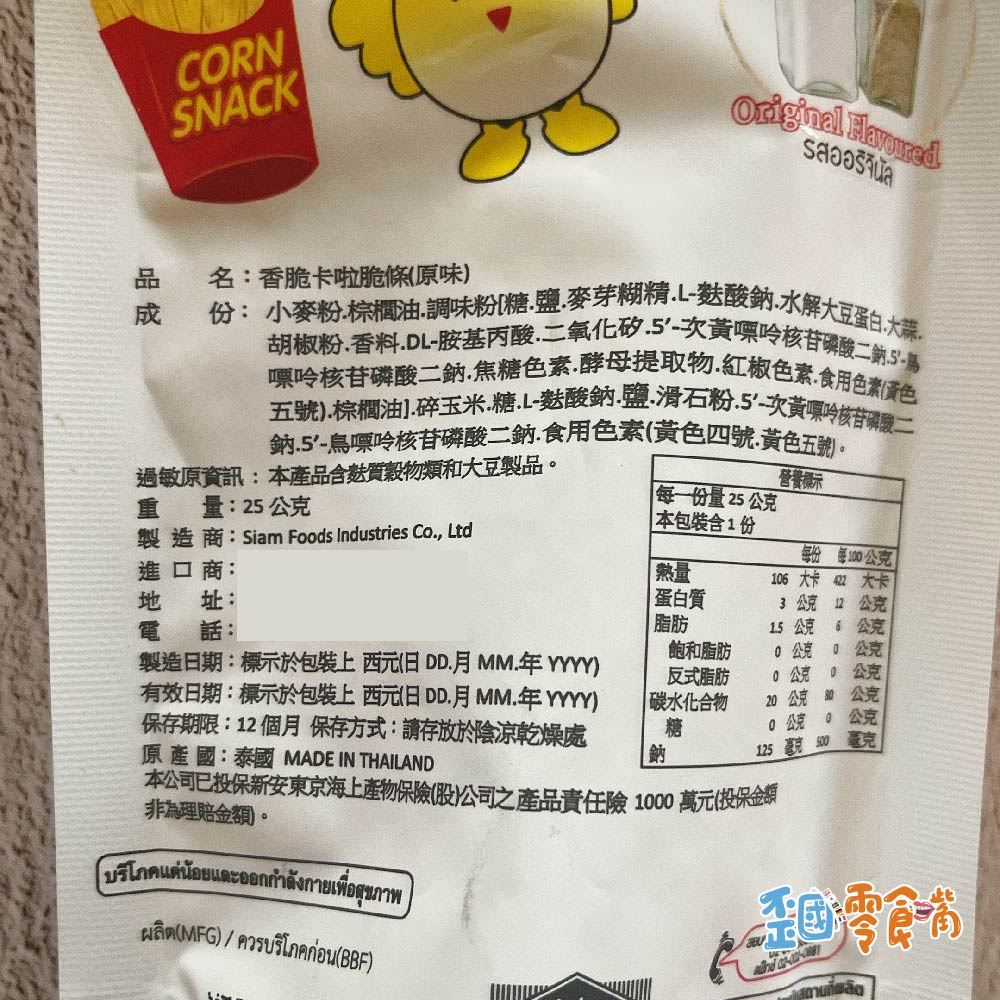 CORN
SNACK
Original Flavoured
รสออริจินัล
品名：香脆卡啦脆條(原味)
成份：小麥粉.棕櫚油.調味粉[糖.鹽.麥芽糊精.L-麩酸鈉.水解大豆蛋白.大蒜.
胡椒粉.香料.DL-胺基丙酸.二氧化矽.5'-次黃嘌呤核苷磷酸二鈉.5'-鳥
嘌呤核苷磷酸二鈉.焦糖色素.酵母提取物.紅椒色素.食用色素(黃色
五號).棕櫚油].碎玉米.糖.L-麩酸鈉.鹽.滑石粉.5'-次黃嘌呤核苷磷酸二
鈉.5'-鳥嘌呤核苷磷酸二鈉.食用色素(黃色四號.黃色五號)。
過敏原資訊：本產品含麩質穀物類和大豆製品。
重量：25 公克
製造商：Siam Foods Industries Co., Ltd
進口商：
地址：
電話：
製造日期：標示於包裝上 西元(日 DD.月 MM.年 YYYY)
有效日期：標示於包裝上 西元(日 DD.月 MM.年 YYYY)
保存期限：12 個月 保存方式：請存放於陰涼乾燥處
原產國：泰國 MADE IN THAILAND
本公司已投保新安東京海上產物保險(股)公司之產品責任險 1000 萬元(投保金額
非為理賠金額)。
營養標示
每一份量 25 公克
本包裝含 1 份
每份 每 100 公克
熱量 106 大卡 422 大卡
蛋白質 3 公克 12 公克
脂肪 1.5 公克 6 公克
飽和脂肪 0 公克 0 公克
反式脂肪 0 公克 0 公克
碳水化合物 20 公克 80 公克
糖 0 公克 0 公克
鈉 125 毫克 500 毫克
บริโภคแต่น้อยและออกกำลังกายเพื่อสุขภาพ
ผลิต(MFG) / ควรบริโภคก่อน(BBF)
歪國零食嘴